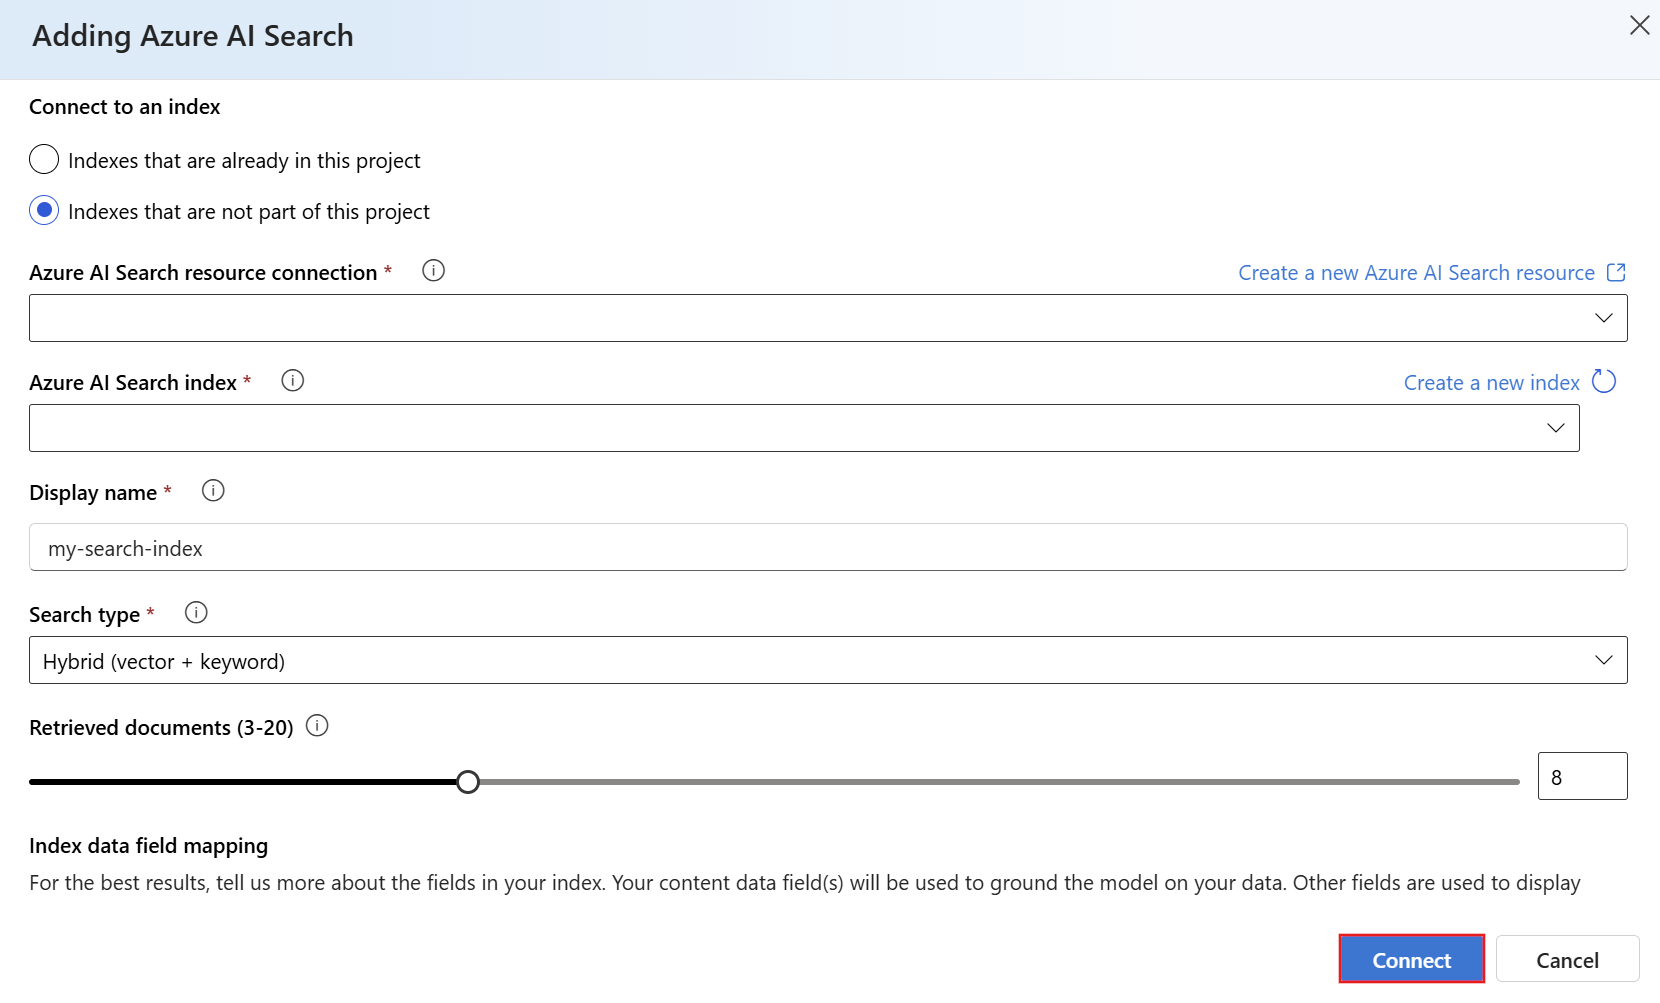 Adding Azure AI Search
Connect to an index
Indexes that are already in this project
Indexes that are not part of this project
Azure AI Search resource connection *
Create a new Azure AI Search resource
Azure AI Search index *
Create a new index
Display name *
my-search-index
Search type *
Hybrid (vector + keyword)
Retrieved documents (3-20)
8
Index data field mapping
For the best results, tell us more about the fields in your index. Your content data field(s) will be used to ground the model on your data. Other fields are used to display
Connect
Cancel